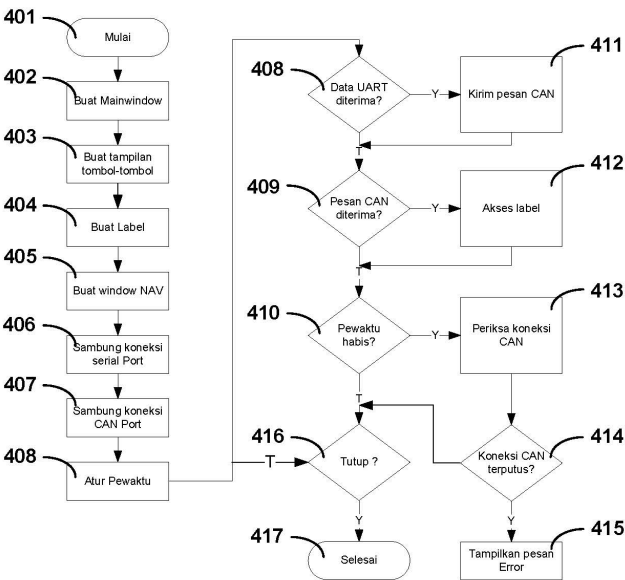 401
Mulai
402
Buat Mainwindow
403
Buat tampilan
tombol-tombol
404
Buat Label
405
Buat window NAV
406
Sambung koneksi
serial Port
407
Sambung koneksi
CAN Port
408
Atur Pewaktu
408
Data UART
diterima?
Y
T
411
Kirim pesan CAN
409
Pesan CAN
diterima?
Y
T
412
Akses label
410
Pewaktu
habis?
Y
T
413
Periksa koneksi
CAN
414
Koneksi CAN
terputus?
Y
415
Tampilkan pesan
Error
416
T
Tutup ?
Y
417
Selesai